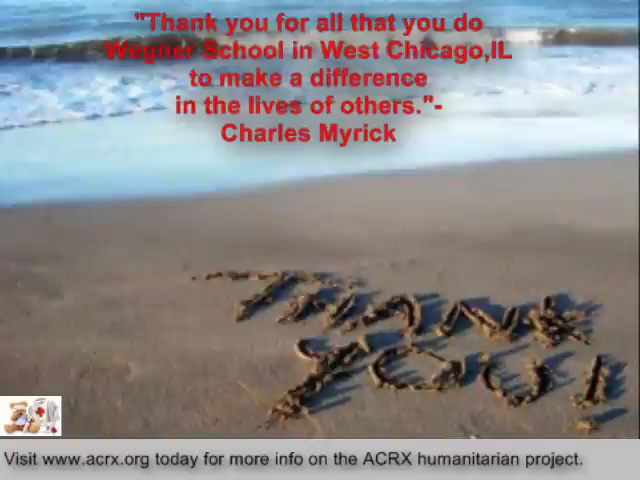 "Thank you for all that you do
Wegner School in West Chicago,IL
to make a difference
in the lives of others."-
Charles Myrick
THANK
YOU!
Visit www.acrx.org today for more info on the ACRX humanitarian project.